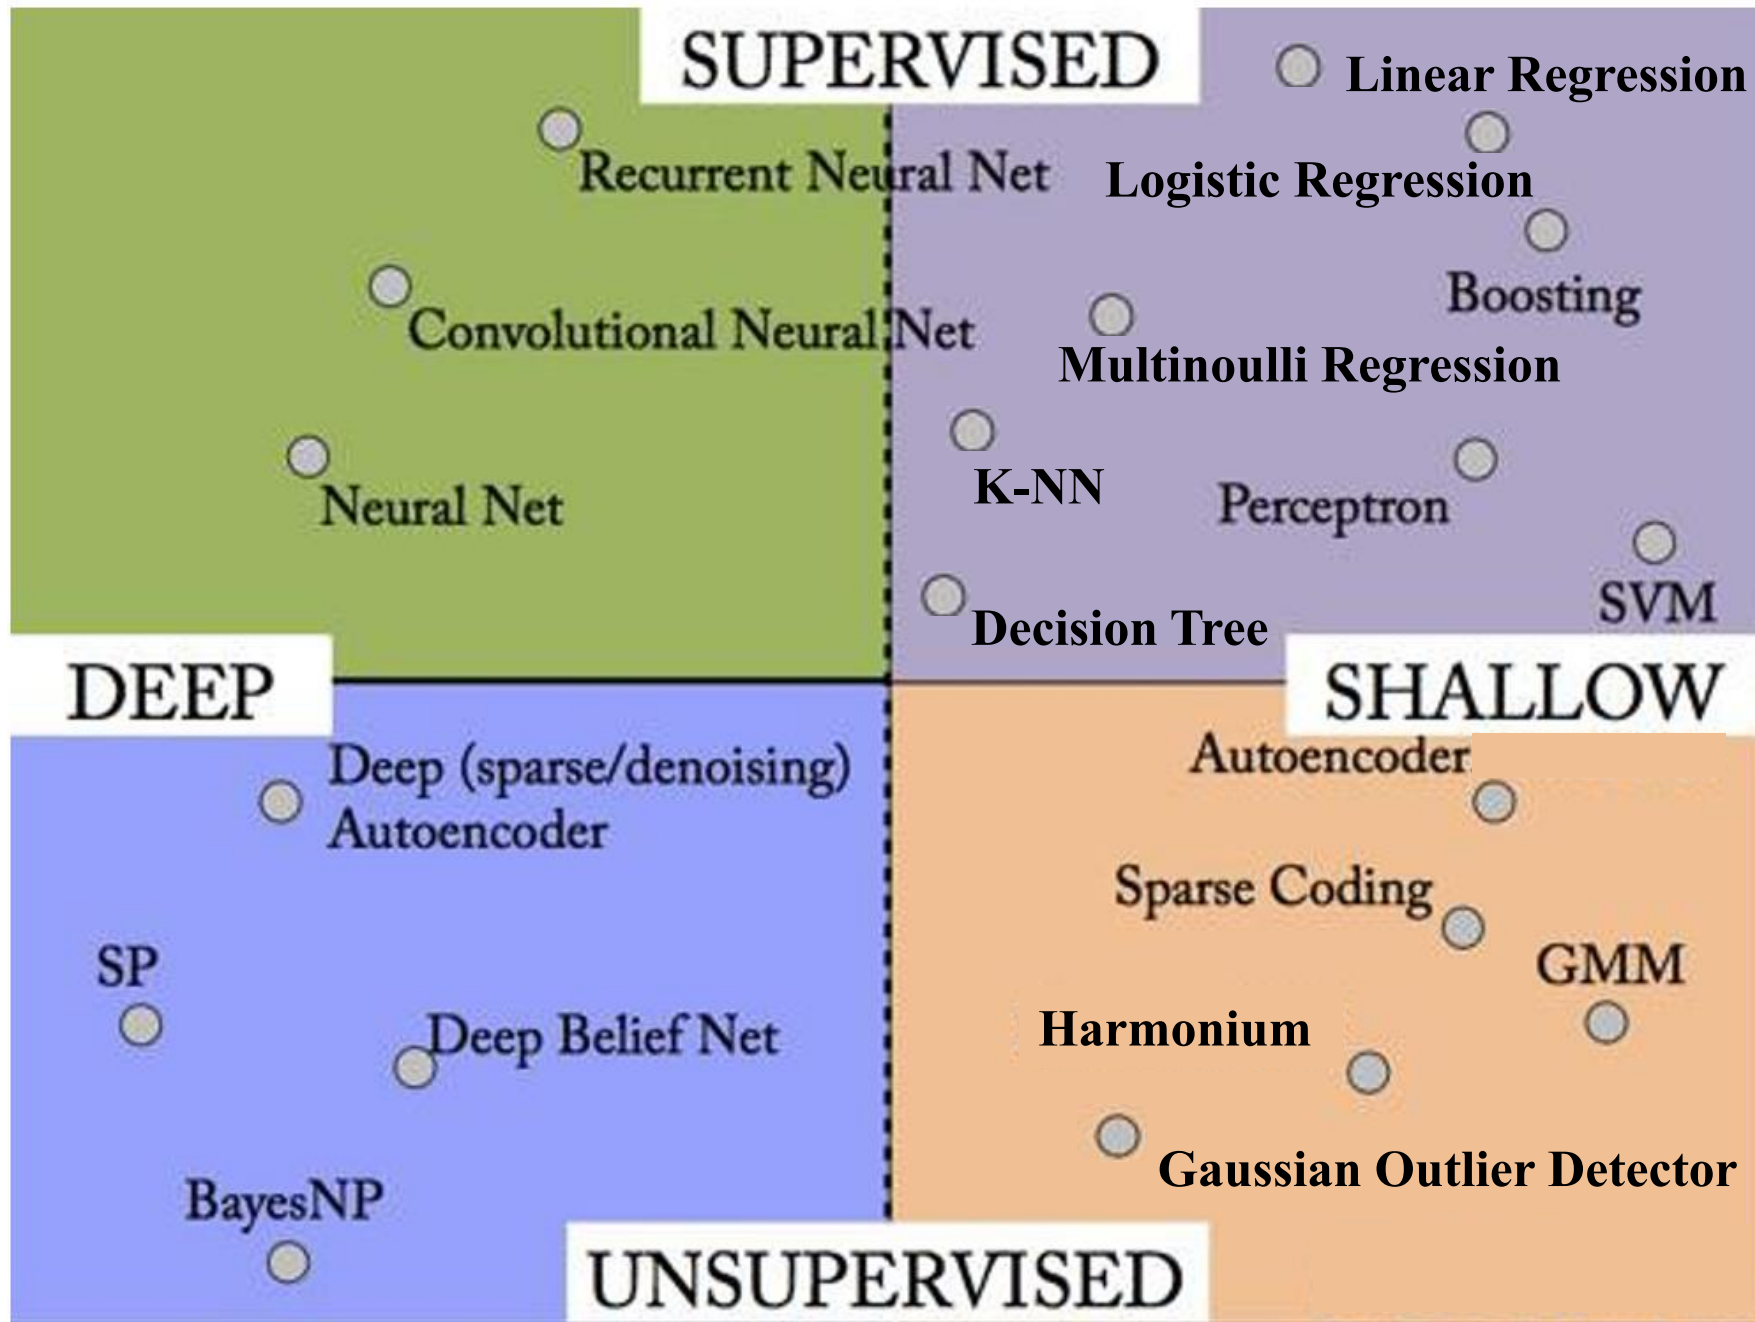 SUPERVISED
Linear Regression
Recurrent Neural Net
Logistic Regression
Boosting
Convolutional Neural Net
Multinoulli Regression
K-NN
Neural Net
Perceptron
SVM
Decision Tree
DEEP
SHALLOW
Deep (sparse/denoising)
Autoencoder
Autoencoder
Sparse Coding
SP
GMM
Deep Belief Net
Harmonium
Gaussian Outlier Detector
BayesNP
UNSUPERVISED